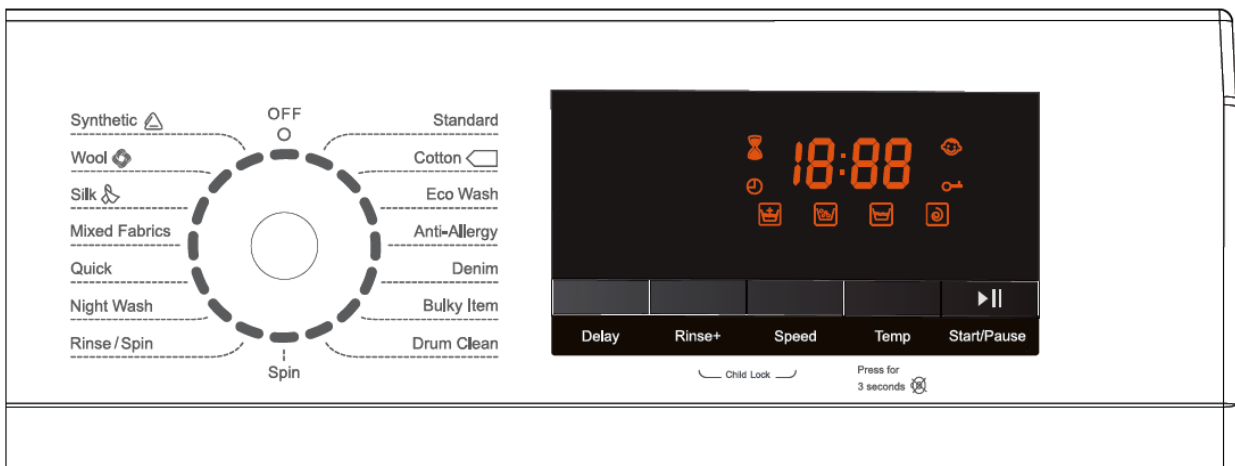 OFF
Synthetic
Wool
Silk
Mixed Fabrics
Quick
Night Wash
Rinse/Spin
Spin
Standard
Cotton
Eco Wash
Anti-Allergy
Denim
Bulky Item
Drum Clean
18:88
Delay Rinse+ Speed Temp Start/Pause
Child Lock
Press for
3 seconds